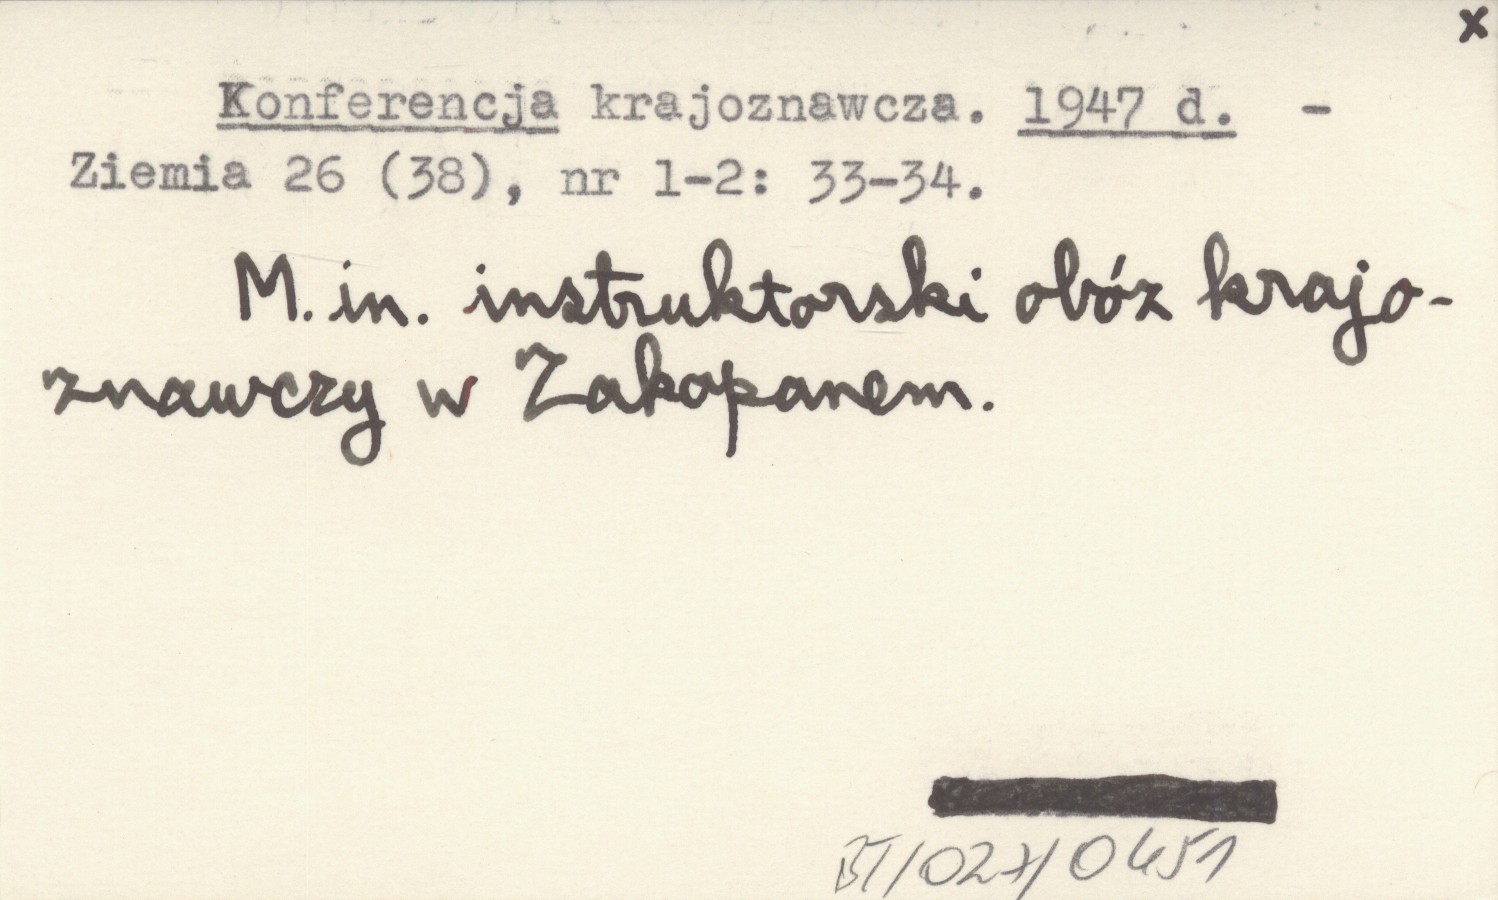 x
Konferencja krajoznawcza. 1947 d. -
Ziemia 26 (38), nr 1-2: 33-34.
M. in. instruktorski obóz krajo-
znawczy w Zakopanem.
BT/027/0451